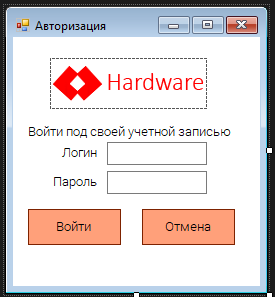 Авторизация
Hardware
Войти под своей учетной записью
Логин
Пароль
Войти
Отмена